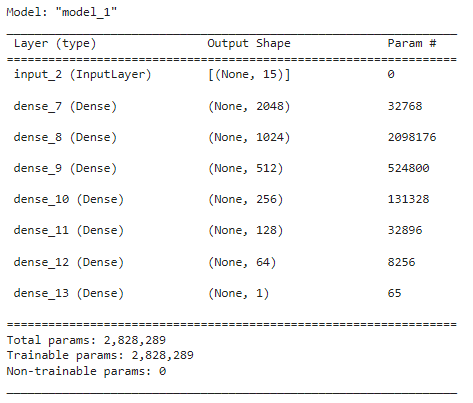 Model: "model_1"
_________________________________________________________________
Layer (type) Output Shape Param #
=================================================================
input_2 (InputLayer) [(None, 15)] 0
dense_7 (Dense) (None, 2048) 32768
dense_8 (Dense) (None, 1024) 2098176
dense_9 (Dense) (None, 512) 524800
dense_10 (Dense) (None, 256) 131328
dense_11 (Dense) (None, 128) 32896
dense_12 (Dense) (None, 64) 8256
dense_13 (Dense) (None, 1) 65
=================================================================
Total params: 2,828,289
Trainable params: 2,828,289
Non-trainable params: 0
_________________________________________________________________